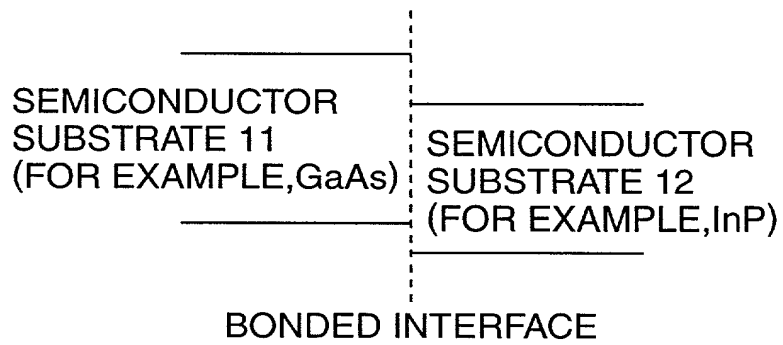 SEMICONDUCTOR
SUBSTRATE 11
(FOR EXAMPLE,GaAs)
SEMICONDUCTOR
SUBSTRATE 12
(FOR EXAMPLE,InP)
BONDED INTERFACE